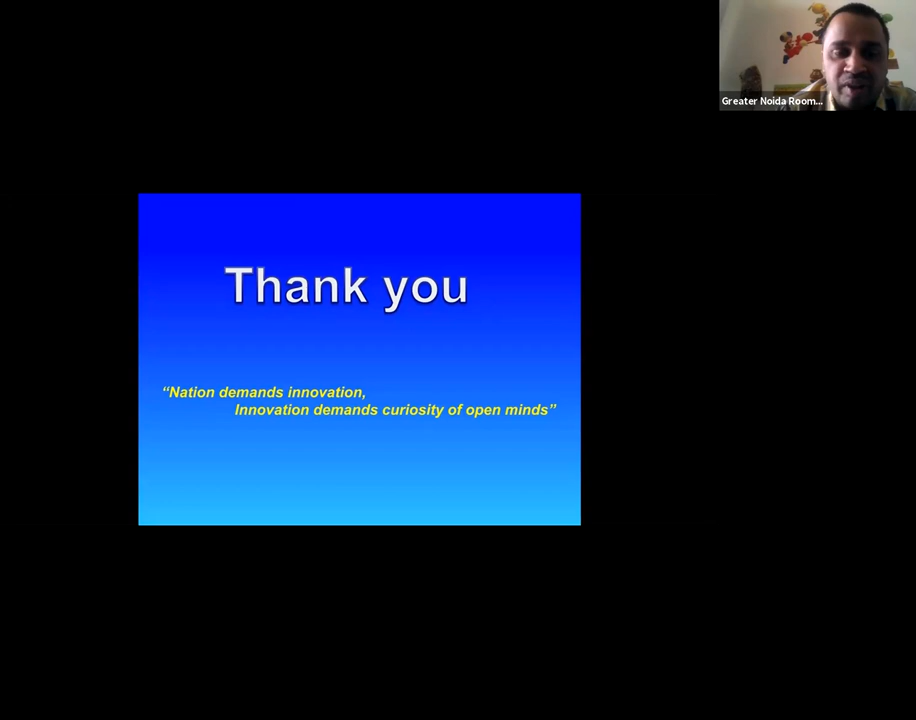 Greater Noida Room...
Thank you
“Nation demands innovation,
Innovation demands curiosity of open minds”